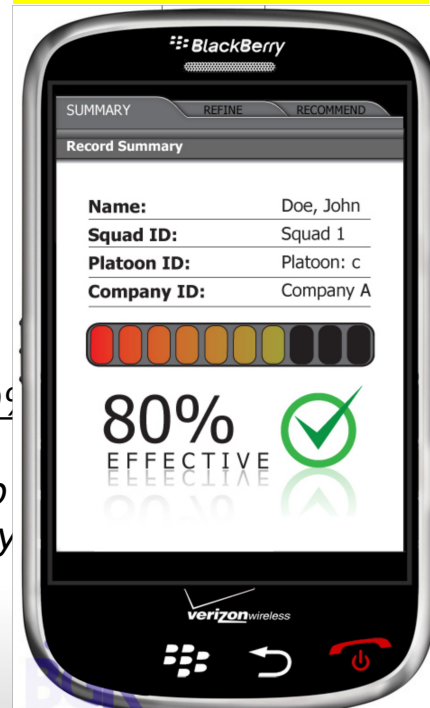 BlackBerry
SUMMARY REFINE RECOMMEND
Record Summary
Name: Doe, John
Squad ID: Squad 1
Platoon ID: Platoon: c
Company ID: Company A
80%
EFFECTIVE
verizonwireless
BGR